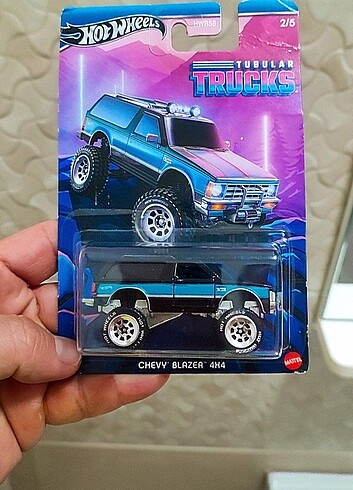 HOT WHEELS
2/5
TUBULAR
TRUCKS
CHEVY BLAZER 4X4
MATTEL